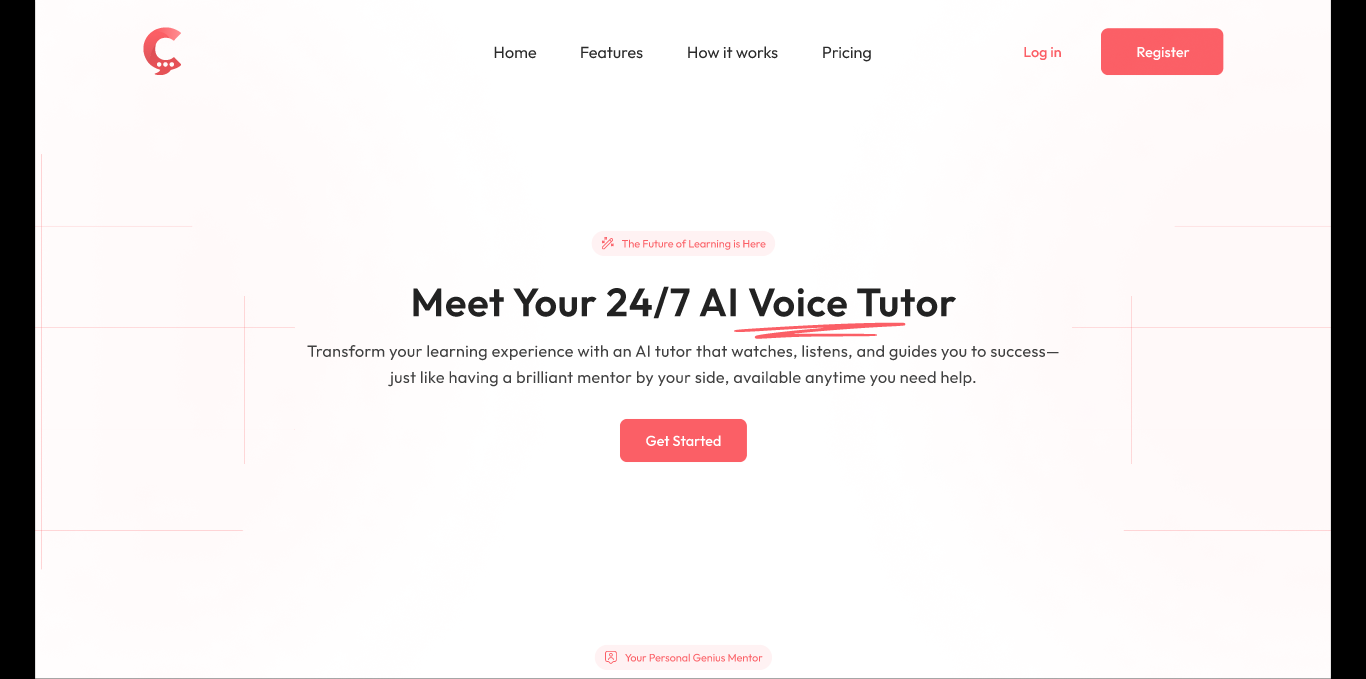 Home Features How it works Pricing Log in Register
The Future of Learning is Here
Meet Your 24/7 AI Voice Tutor
Transform your learning experience with an AI tutor that watches, listens, and guides you to success—
just like having a brilliant mentor by your side, available anytime you need help.
Get Started
Your Personal Genius Mentor